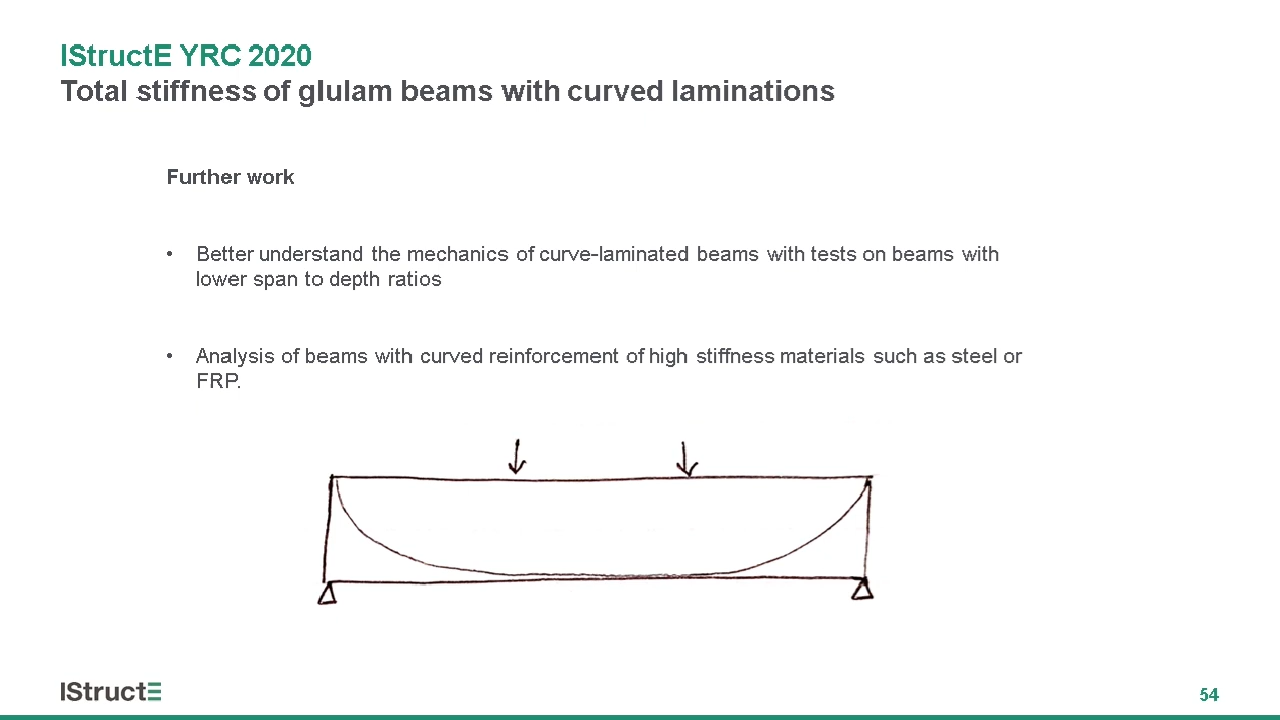 IStructE YRC 2020
Total stiffness of glulam beams with curved laminations
Further work
• Better understand the mechanics of curve-laminated beams with tests on beams with
lower span to depth ratios
• Analysis of beams with curved reinforcement of high stiffness materials such as steel or
FRP.
IStructE
54